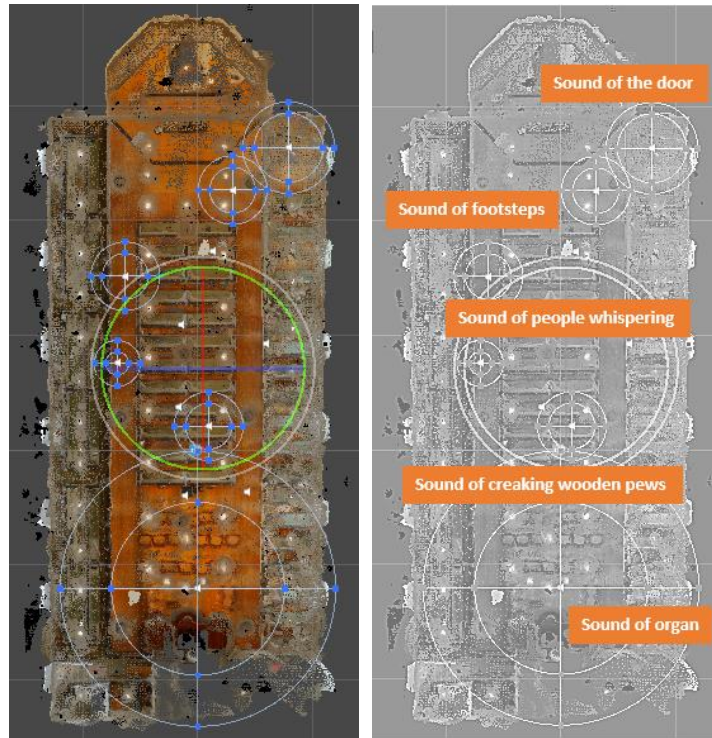 Sound of the door
Sound of footsteps
Sound of people whispering
Sound of creaking wooden pews
Sound of organ